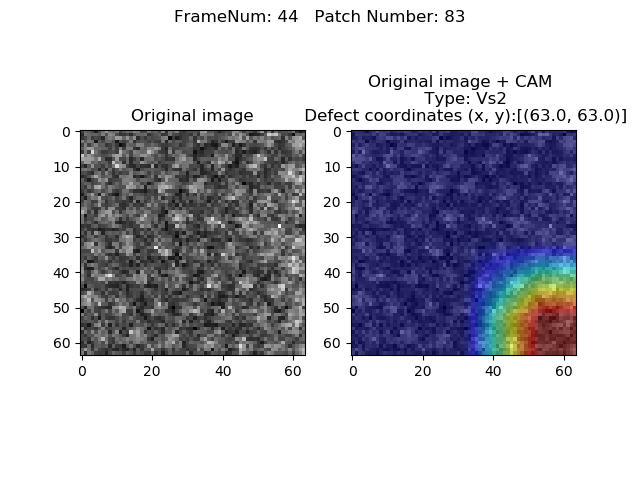 FrameNum: 44   Patch Number: 83
Original image
Original image + CAM
Type: Vs2
Defect coordinates (x, y):[(63.0, 63.0)]
0
10
20
30
40
50
60
0 20 40 60
0
10
20
30
40
50
60
0 20 40 60